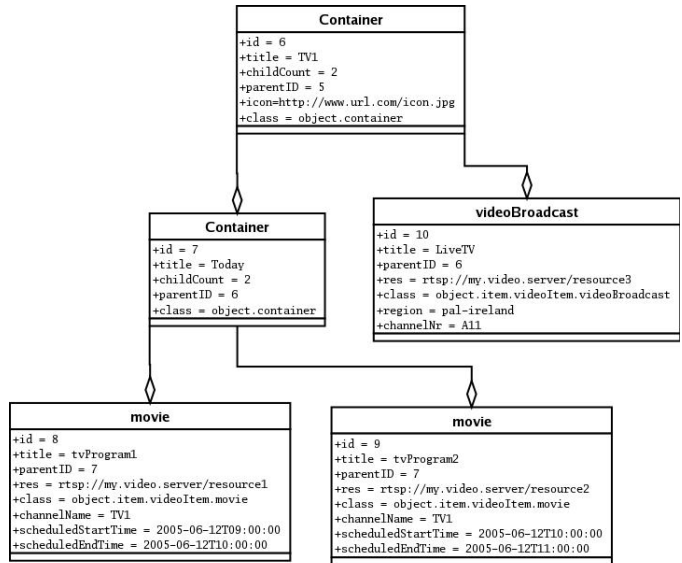 Container
+id = 6
+title = TV1
+childCount = 2
+parentID = 5
+icon=http://www.url.com/icon.jpg
+class = object.container
Container
+id = 7
+title = Today
+childCount = 2
+parentID = 6
+class = object.container
videoBroadcast
+id = 10
+title = LiveTV
+parentID = 6
+res = rtsp://my.video.server/resource3
+class = object.item.videoItem.videoBroadcast
+region = pal-ireland
+channelNr = A11
movie
+id = 8
+title = tvProgram1
+parentID = 7
+res = rtsp://my.video.server/resource1
+class = object.item.videoItem.movie
+channelName = TV1
+scheduledStartTime = 2005-06-12T09:00:00
+scheduledEndTime = 2005-06-12T10:00:00
movie
+id = 9
+title = tvProgram2
+parentID = 7
+res = rtsp://my.video.server/resource2
+class = object.item.videoItem.movie
+channelName = TV1
+scheduledStartTime = 2005-06-12T10:00:00
+scheduledEndTime = 2005-06-12T11:00:00